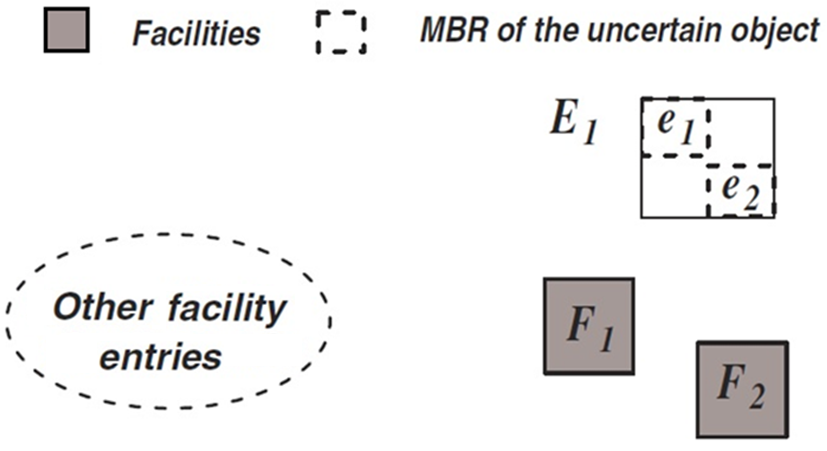 Facilities
MBR of the uncertain object
E1
e1
e2
Other facility
entries
F1
F2